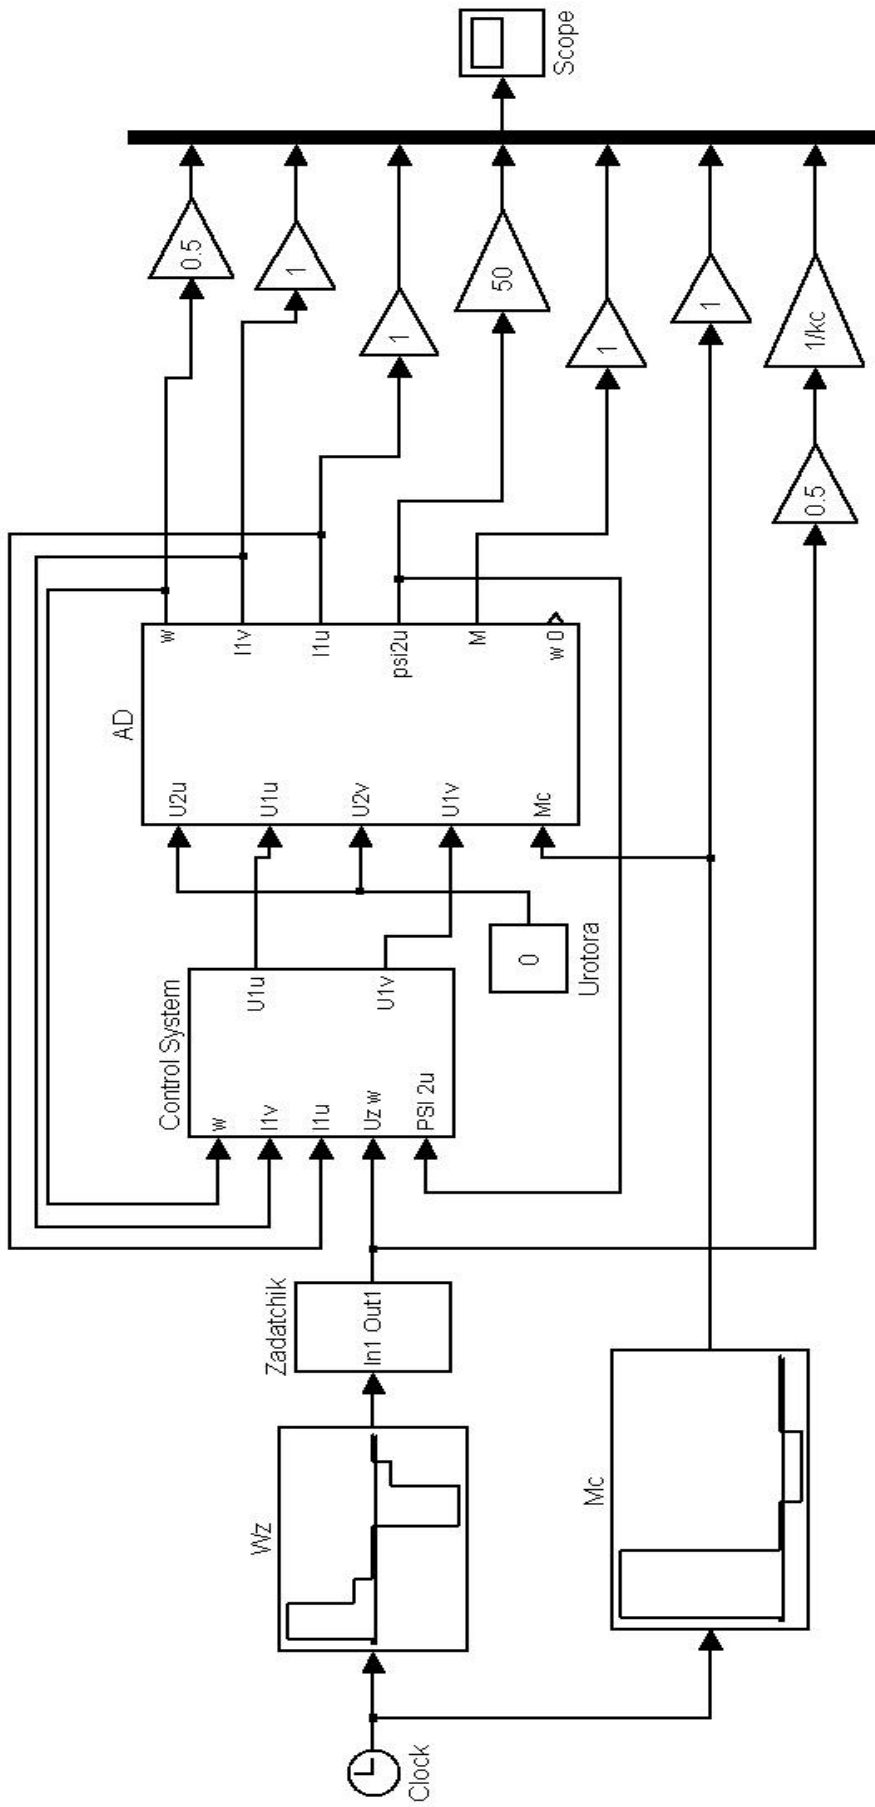 Clock
Wz
Mc
Zadatchik
In1 Out1
Control System
w
I1v
I1u
Uz w
PSI 2u
U1u
U1v
0
Urotora
AD
U2u
U1u
U2v
U1v
Mc
w
I1v
I1u
psi2u
M
w 0
0.5
1
1
50
1
1
0.5
1/kc
Scope